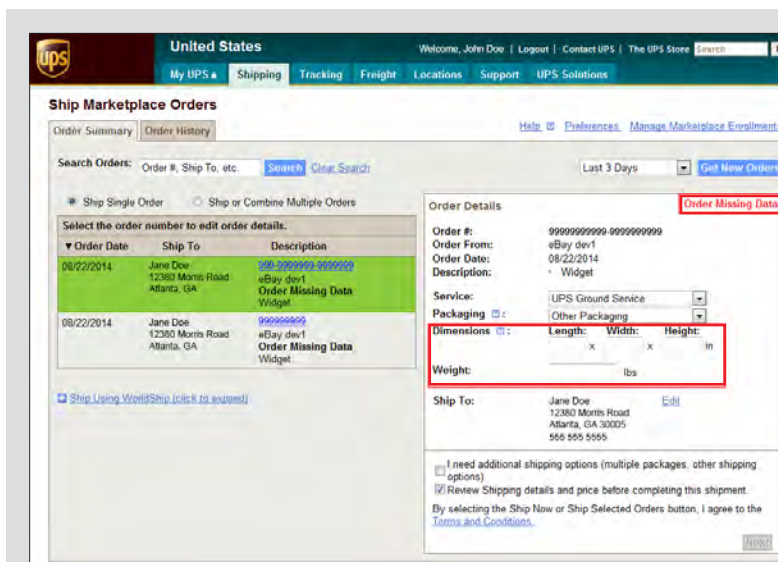 ups
United States
Welcome, John Doe | Logout | Contact UPS | The UPS Store Search
My UPS Shipping Tracking Freight Locations Support UPS Solutions
Ship Marketplace Orders
Order Summary Order History
Help Preferences Manage Marketplace Enrollment
Search Orders: Order #, Ship To, etc. Search Clear Search
Last 3 Days Get New Orders
Ship Single Order Ship or Combine Multiple Orders
Select the order number to edit order details.
▼ Order Date Ship To Description
08/22/2014 Jane Doe 999-9999999-9999999
12380 Morris Road eBay dev1
Atlanta, GA Order Missing Data
Widget
08/22/2014 Jane Doe 999999999
12380 Morris Road eBay dev1
Atlanta, GA Order Missing Data
Widget
Ship Using WorldShip (click to expand)
Order Details Order Missing Data
Order #: 99999999999-9999999999
Order From: eBay dev1
Order Date: 08/22/2014
Description: - Widget
Service: UPS Ground Service
Packaging : Other Packaging
Dimensions : Length: Width: Height:
x x in
Weight: lbs
Ship To: Jane Doe Edit
12380 Morris Road
Atlanta, GA 30005
555 555 5555
I need additional shipping options (multiple packages, other shipping
options)
Review Shipping details and price before completing this shipment.
By selecting the Ship Now or Ship Selected Orders button, I agree to the
Terms and Conditions.
Next